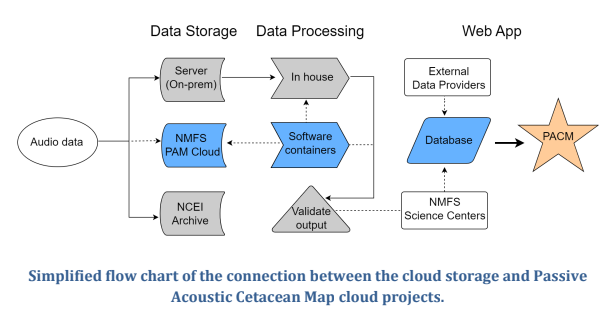 Data Storage Data Processing Web App
Server
(On-prem)
In house
External
Data Providers
Audio data
NMFS
PAM Cloud
Software
containers
Database
PACM
NCEI
Archive
Validate
output
NMFS
Science Centers
Simplified flow chart of the connection between the cloud storage and Passive
Acoustic Cetacean Map cloud projects.